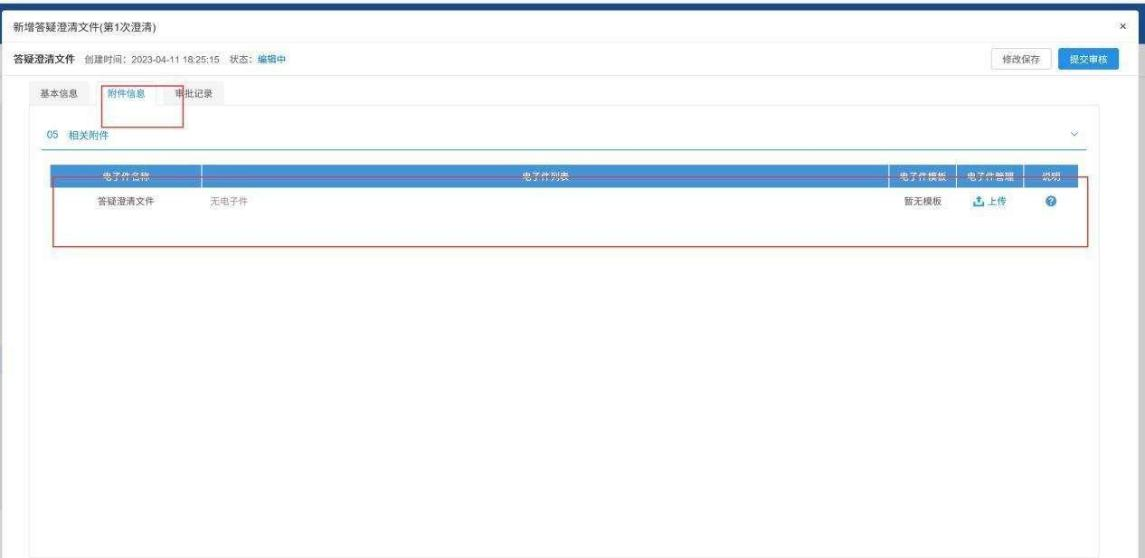 新增答疑澄清文件(第1次澄清) ×
答疑澄清文件 创建时间：2023-04-11 18:25:15 状态：编辑中 修改保存 提交审核
基本信息 附件信息 审批记录
05 相关附件
电子件名称 电子件列表 电子件模板 电子件管理 说明
答疑澄清文件 无电子件 暂无模板 上传 ?